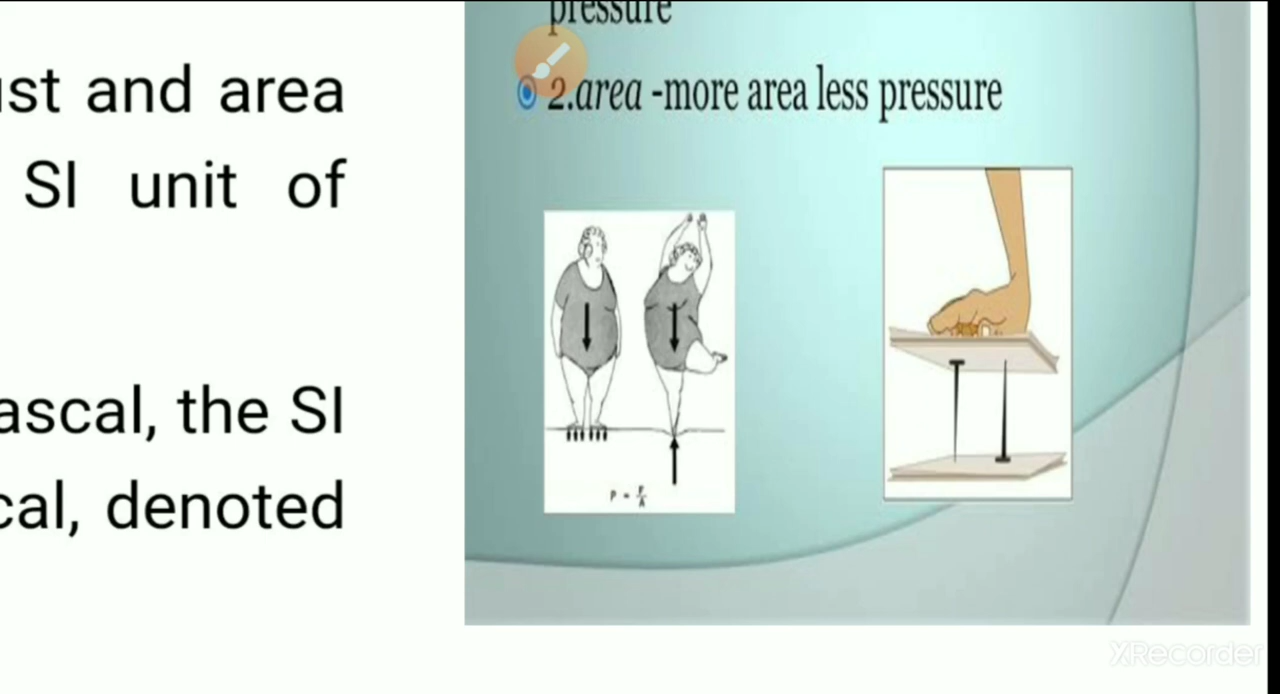 ust and area
SI unit of
ascal, the SI
cal, denoted
pressure
2.area -more area less pressure
P = F/A
XRecorder